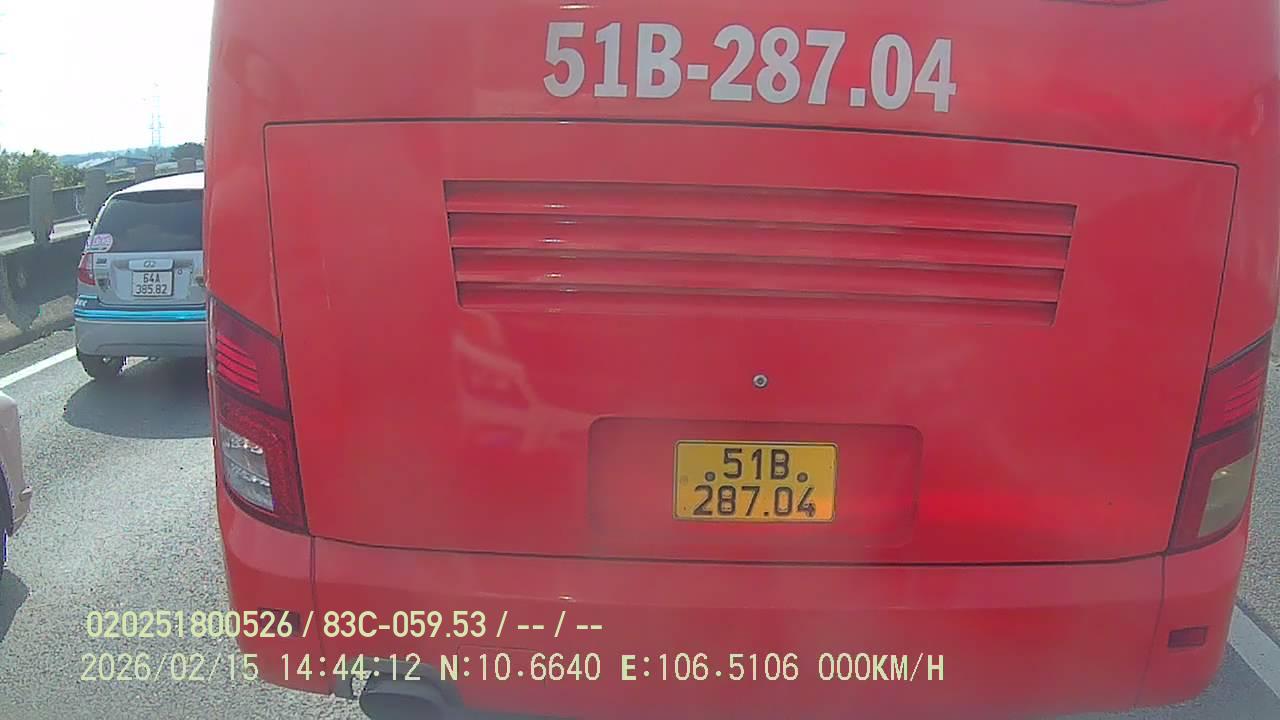 51B-287.04
64A
385.82
51B
287.04
020251800526 / 83C-059.53 / -- / --
2026/02/15 14:44:12 N:10.6640 E:106.5106 000KM/H